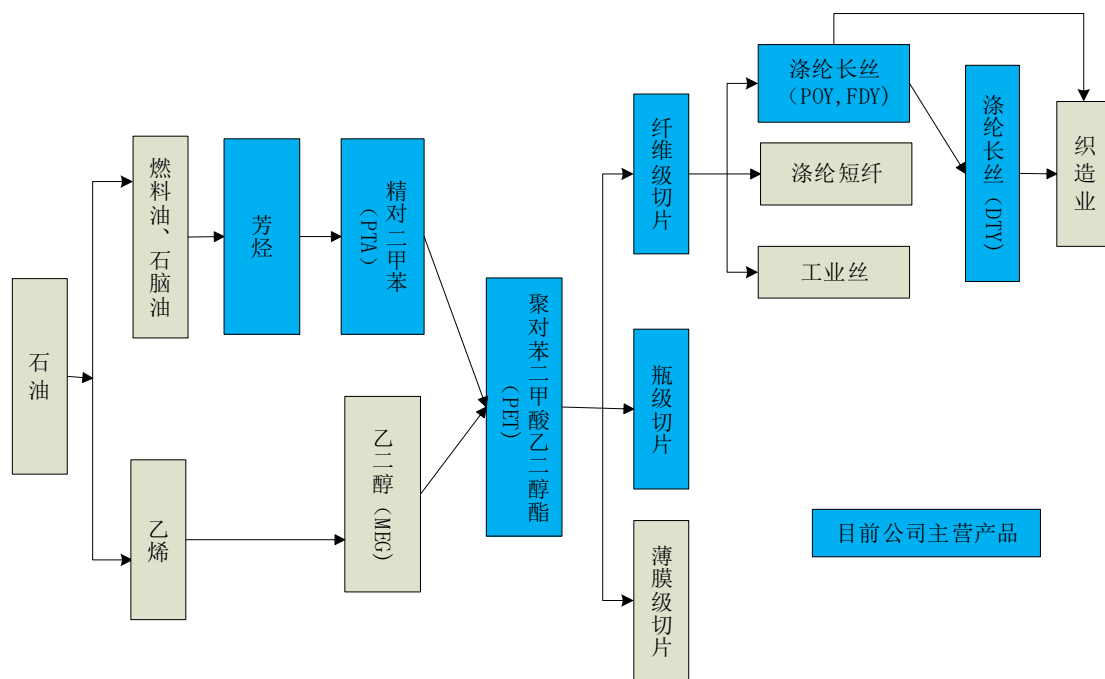 石油
燃料油、石脑油
乙烯
芳烃
精对二甲苯
（PTA）
乙二醇（MEG）
聚对苯二甲酸乙二醇酯
（PET）
纤维级切片
瓶级切片
薄膜级切片
涤纶长丝
（POY,FDY)
涤纶短纤
工业丝
涤纶长丝（DTY）
织造业
目前公司主营产品